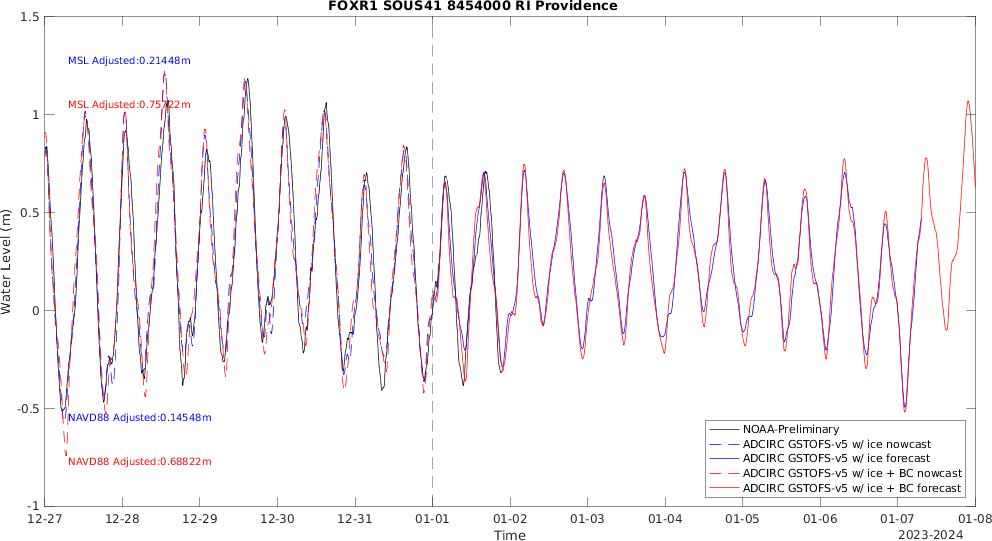 FOXR1 SOUS41 8454000 RI Providence
1.5
1
0.5
0
-0.5
-1
Water Level (m)
MSL Adjusted:0.21448m
MSL Adjusted:0.75722m
NAVD88 Adjusted:0.14548m
NAVD88 Adjusted:0.68822m
NOAA-Preliminary
ADCIRC GSTOFS-v5 w/ ice nowcast
ADCIRC GSTOFS-v5 w/ ice forecast
ADCIRC GSTOFS-v5 w/ ice + BC nowcast
ADCIRC GSTOFS-v5 w/ ice + BC forecast
12-27 12-28 12-29 12-30 12-31 01-01 01-02 01-03 01-04 01-05 01-06 01-07 01-08
Time
2023-2024